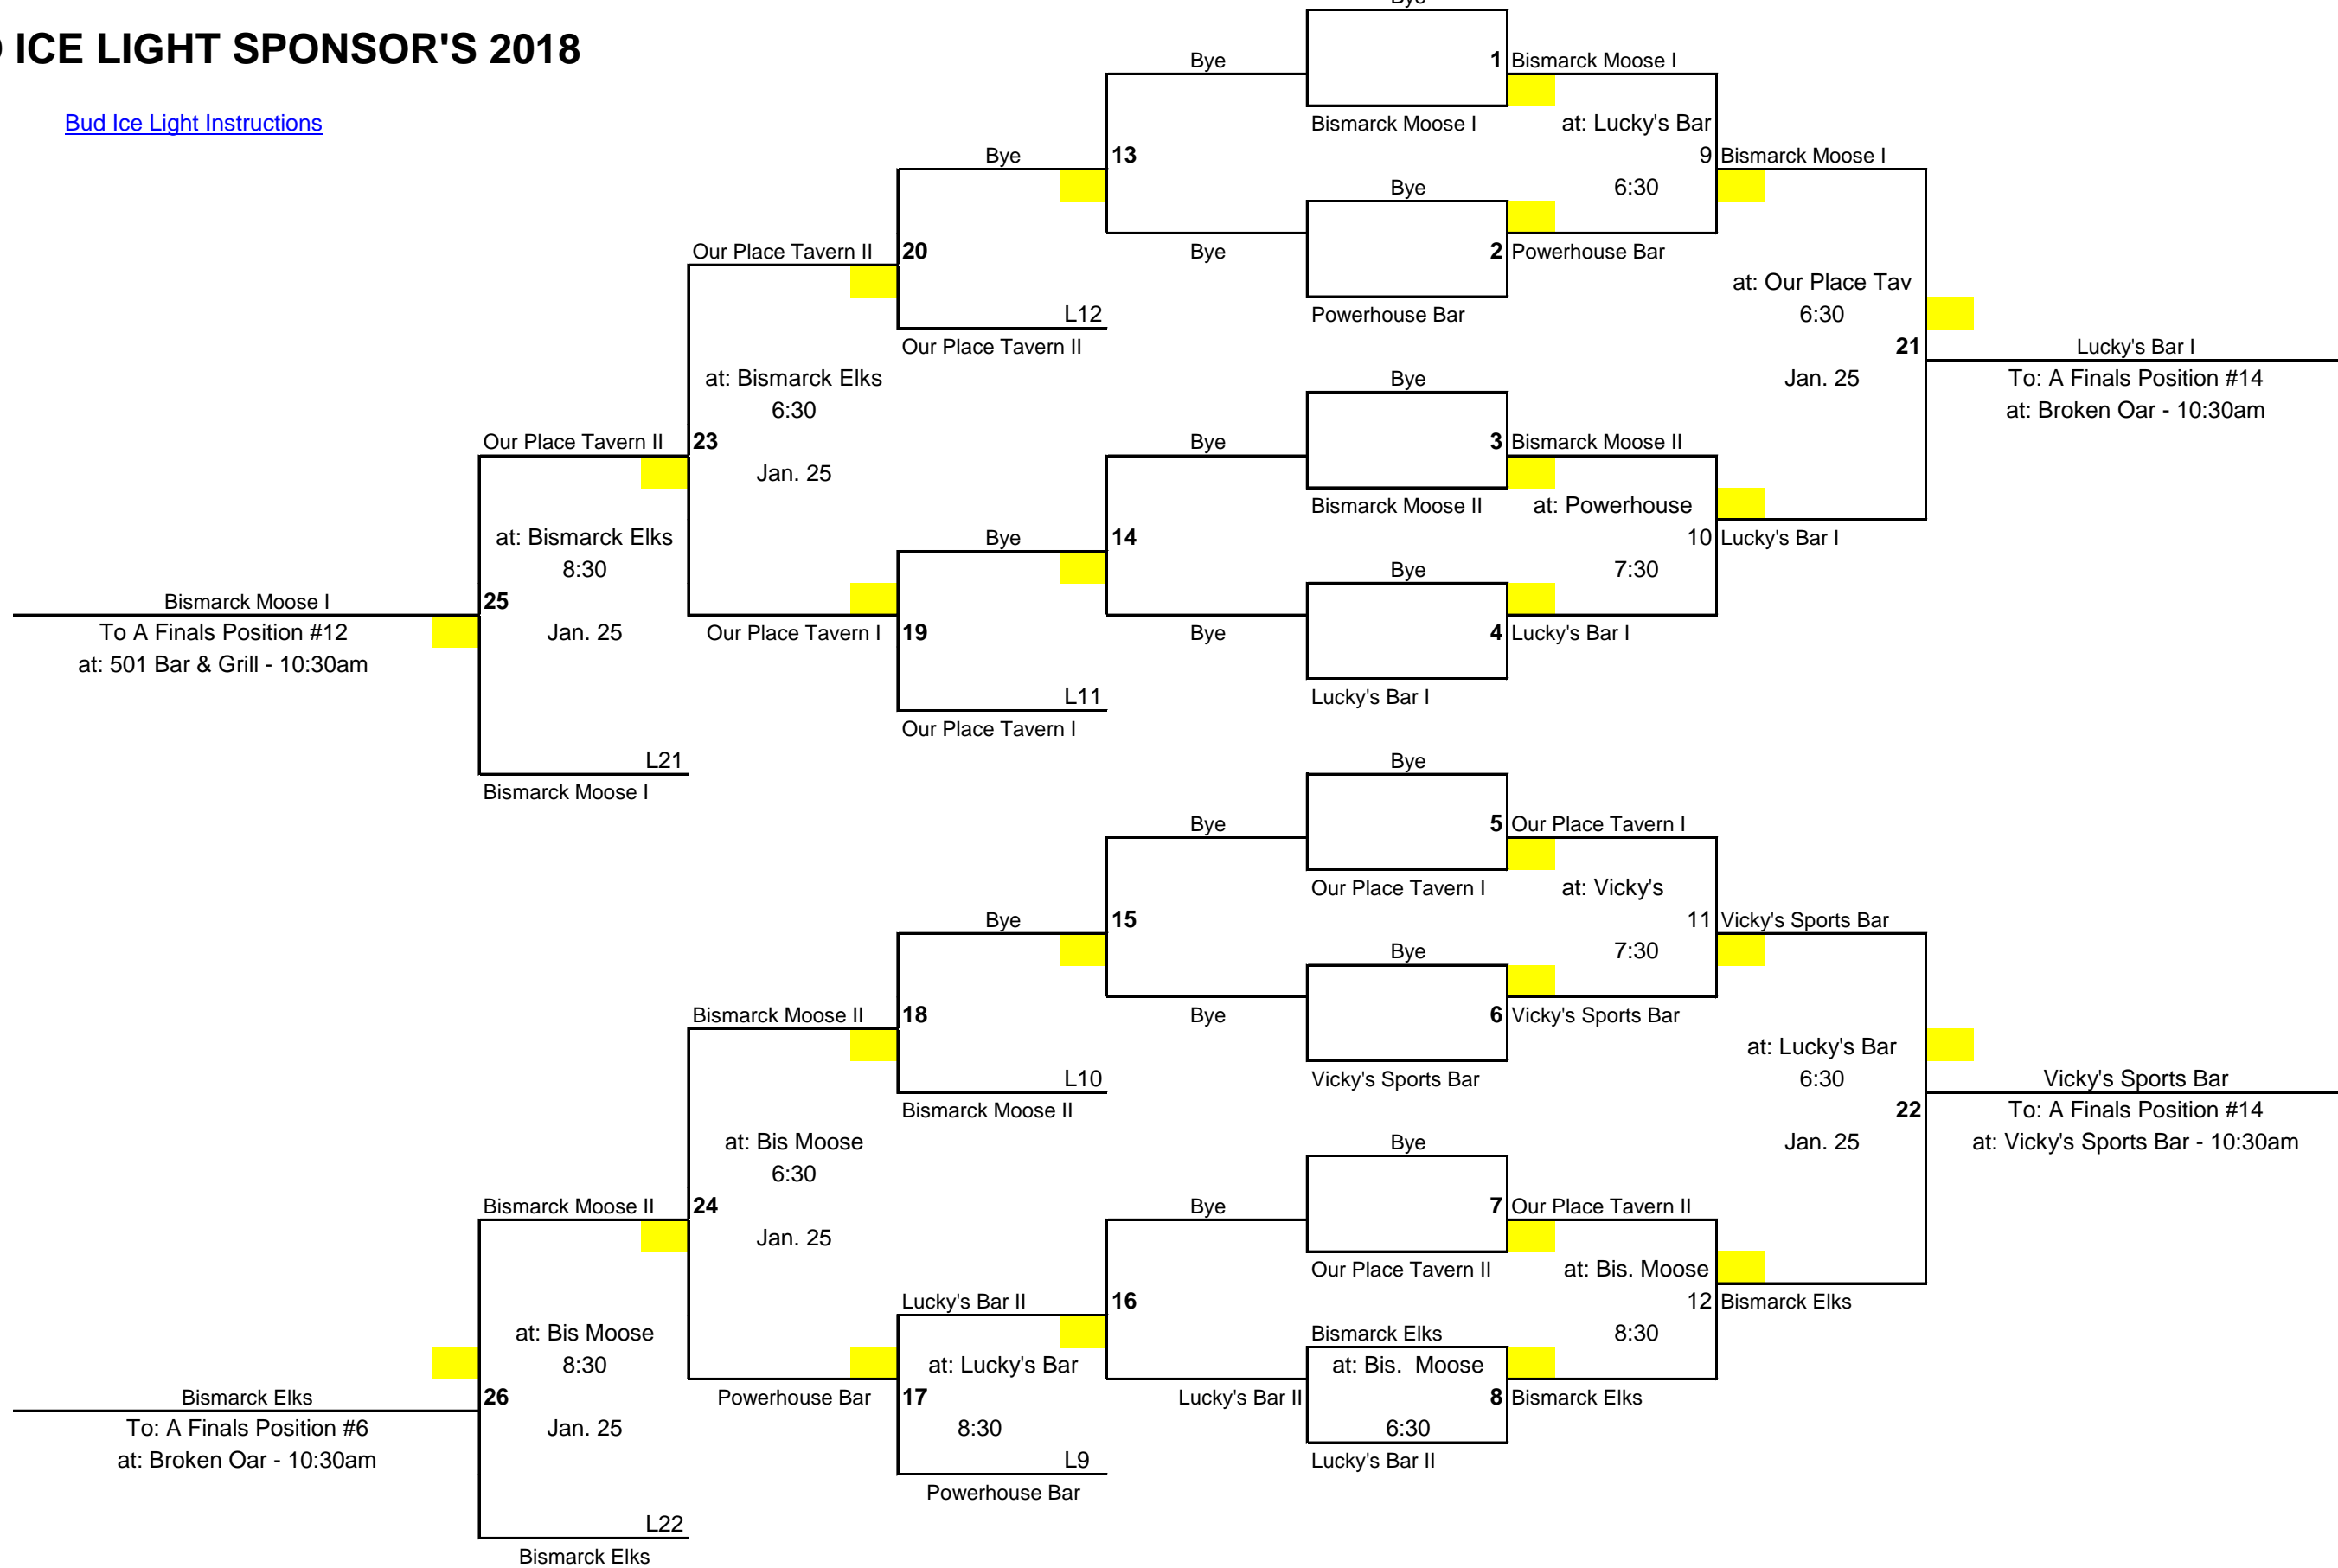 ICE LIGHT SPONSOR'S 2018
Bud Ice Light Instructions
Bye
1 Bismarck Moose I
Bismarck Moose I
at: Lucky's Bar
9 Bismarck Moose I
6:30
Bye
2 Powerhouse Bar
Powerhouse Bar
at: Our Place Tav
6:30
21
Jan. 25
Lucky's Bar I
To: A Finals Position #14
at: Broken Oar - 10:30am
Bye
3 Bismarck Moose II
Bismarck Moose II
at: Powerhouse
10 Lucky's Bar I
7:30
Bye
4 Lucky's Bar I
Lucky's Bar I
Bye
5 Our Place Tavern I
Our Place Tavern I
at: Vicky's
11 Vicky's Sports Bar
7:30
Bye
6 Vicky's Sports Bar
Vicky's Sports Bar
at: Lucky's Bar
6:30
22
Jan. 25
Vicky's Sports Bar
To: A Finals Position #14
at: Vicky's Sports Bar - 10:30am
Bye
7 Our Place Tavern II
Our Place Tavern II
at: Bis. Moose
12 Bismarck Elks
8:30
Bismarck Elks
at: Bis.  Moose
8 Bismarck Elks
6:30
Lucky's Bar II
Bye
13
Bye
Bye
20
L12
Our Place Tavern II
Our Place Tavern II
at: Bismarck Elks
6:30
23
Jan. 25
Bye
14
Bye
Bye
19
L11
Our Place Tavern I
Our Place Tavern I
Our Place Tavern II
at: Bismarck Elks
8:30
25
Jan. 25
L21
Bismarck Moose I
Bismarck Moose I
To A Finals Position #12
at: 501 Bar & Grill - 10:30am
Bye
15
Bye
Bye
18
L10
Bismarck Moose II
Bismarck Moose II
at: Bis Moose
6:30
24
Jan. 25
Bye
16
Lucky's Bar II
Lucky's Bar II
at: Lucky's Bar
17
8:30
L9
Powerhouse Bar
Powerhouse Bar
Bismarck Moose II
at: Bis Moose
8:30
26
Jan. 25
L22
Bismarck Elks
Bismarck Elks
To: A Finals Position #6
at: Broken Oar - 10:30am